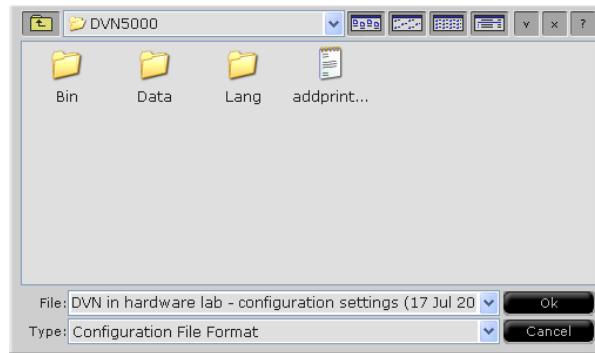 DVN5000
v x ?
Bin Data Lang addprint...
File: DVN in hardware lab - configuration settings (17 Jul 20 Ok
Type: Configuration File Format Cancel